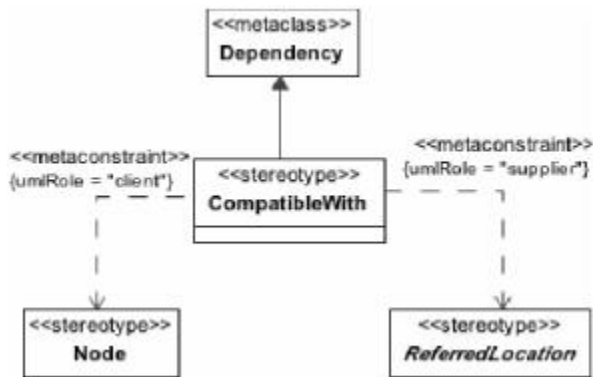 <<metaclass>>
Dependency
<<metaconstraint>>
{umlRole = "client"}
<<metaconstraint>>
{umlRole = "supplier"}
<<stereotype>>
CompatibleWith
<<stereotype>>
Node
<<stereotype>>
ReferredLocation